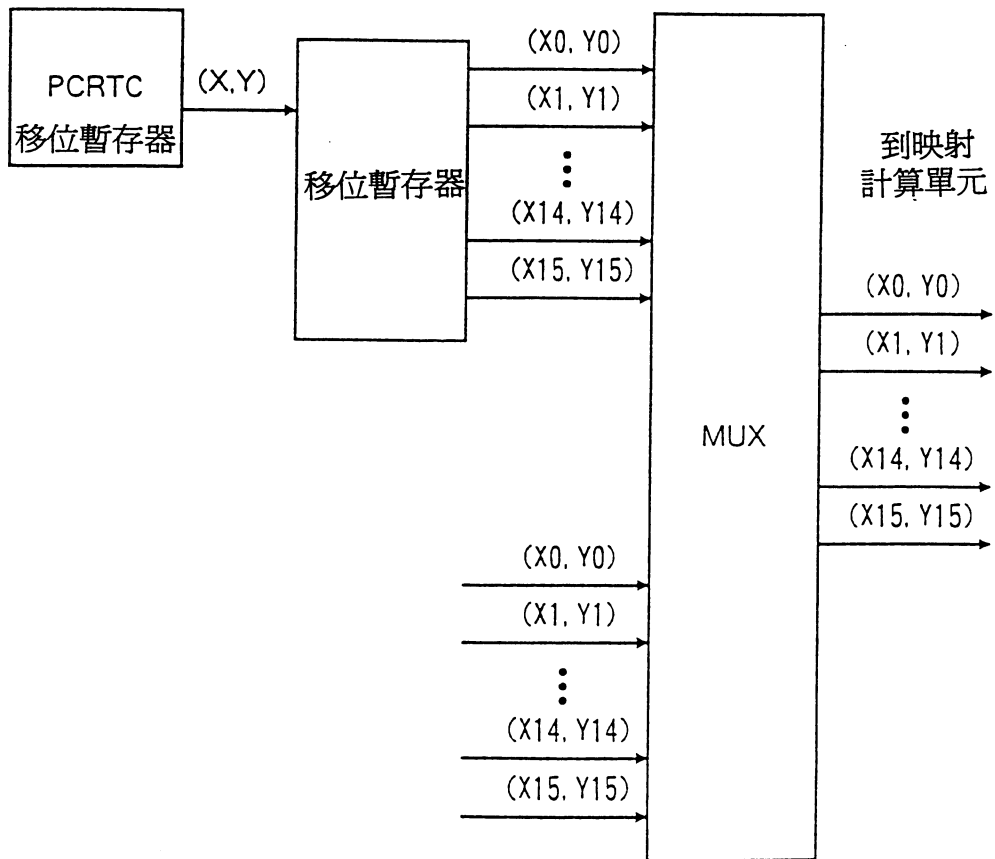 PCRTC
移位暫存器
(X,Y)
移位暫存器
(X0, Y0)
(X1, Y1)
(X14, Y14)
(X15, Y15)
MUX
到映射
計算單元
(X0, Y0)
(X1, Y1)
(X14, Y14)
(X15, Y15)
(X0, Y0)
(X1, Y1)
(X14, Y14)
(X15, Y15)